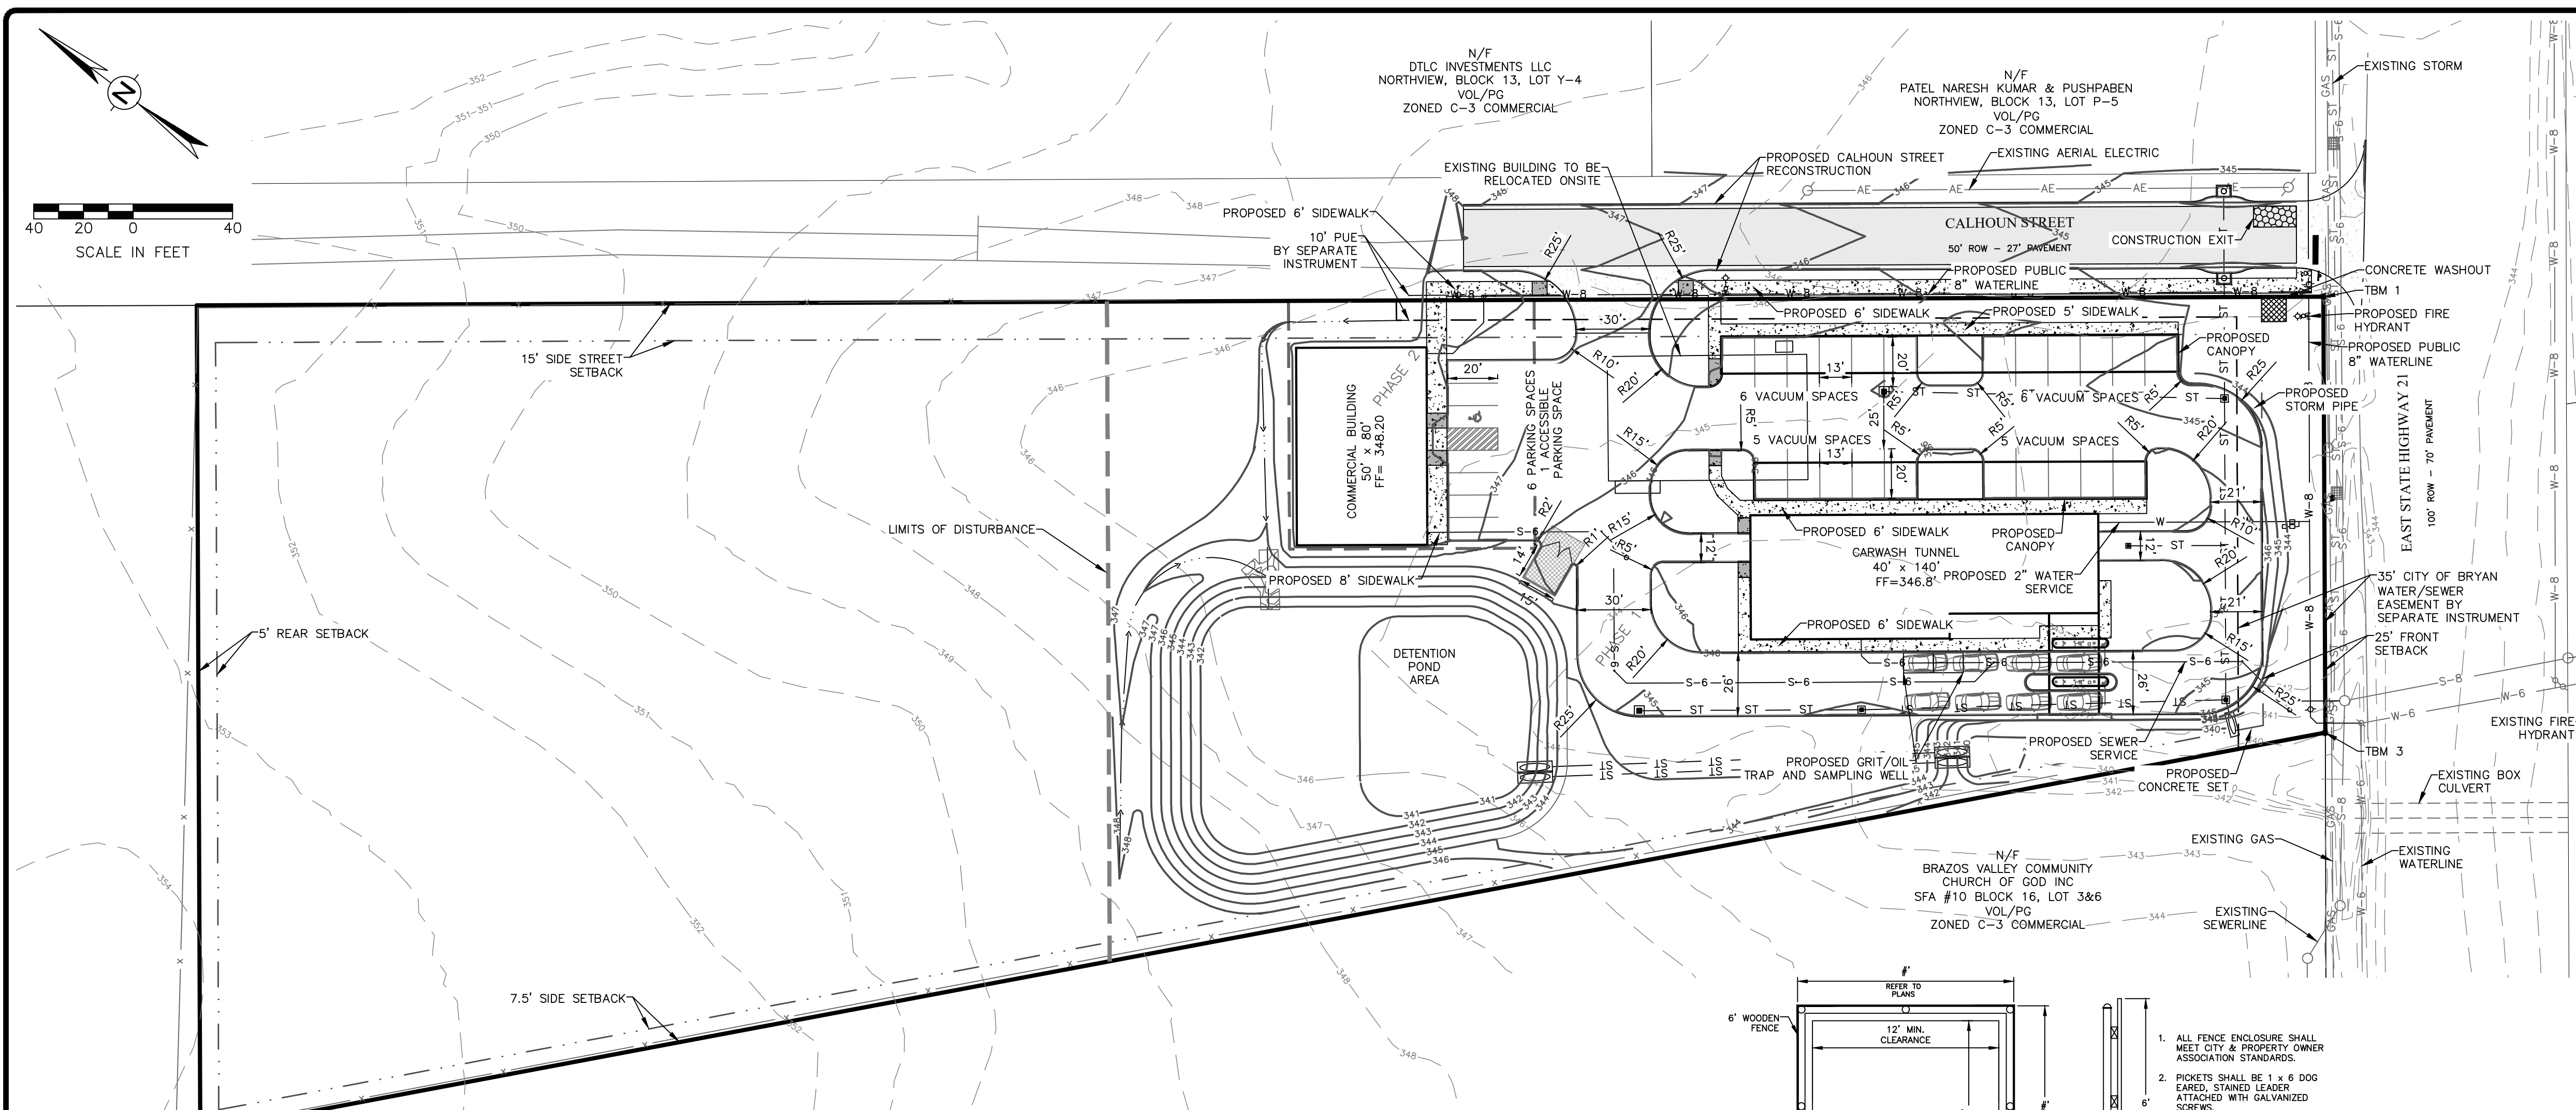 N/F
DTLC INVESTMENTS LLC
NORTHVIEW, BLOCK 13, LOT Y-4
VOL/PG
ZONED C-3 COMMERCIAL
N/F
PATEL NARESH KUMAR & PUSHPABEN
NORTHVIEW, BLOCK 13, LOT P-5
VOL/PG
ZONED C-3 COMMERCIAL
EXISTING STORM
N
40 20 0 40
SCALE IN FEET
EXISTING BUILDING TO BE
RELOCATED ONSITE
PROPOSED CALHOUN STREET
RECONSTRUCTION
EXISTING AERIAL ELECTRIC
PROPOSED 6' SIDEWALK
10' PUE
BY SEPARATE
INSTRUMENT
CALHOUN STREET
50' ROW - 27' PAVEMENT
CONSTRUCTION EXIT
PROPOSED PUBLIC
8" WATERLINE
CONCRETE WASHOUT
TBM 1
PROPOSED FIRE
HYDRANT
PROPOSED PUBLIC
8" WATERLINE
PROPOSED 6' SIDEWALK
PROPOSED 5' SIDEWALK
PROPOSED
CANOPY
15' SIDE STREET
SETBACK
PROPOSED
STORM PIPE
PHASE 2
COMMERCIAL BUILDING
50' x 80'
FF= 348.20
6 PARKING SPACES
1 ACCESSIBLE
PARKING SPACE
6 VACUUM SPACES
6 VACUUM SPACES
5 VACUUM SPACES
5 VACUUM SPACES
EAST STATE HIGHWAY 21
100' ROW - 70' PAVEMENT
LIMITS OF DISTURBANCE
PROPOSED 6' SIDEWALK
PROPOSED
CANOPY
CARWASH TUNNEL
40' x 140'
FF=346.8'
PROPOSED 2" WATER
SERVICE
PROPOSED 8' SIDEWALK
35' CITY OF BRYAN
WATER/SEWER
EASEMENT BY
SEPARATE INSTRUMENT
5' REAR SETBACK
PHASE 1
PROPOSED 6' SIDEWALK
25' FRONT
SETBACK
DETENTION
POND
AREA
EXISTING FIRE
HYDRANT
PROPOSED SEWER
SERVICE
TBM 3
PROPOSED GRIT/OIL
TRAP AND SAMPLING WELL
PROPOSED
CONCRETE SET
EXISTING BOX
CULVERT
EXISTING GAS
EXISTING
WATERLINE
N/F
BRAZOS VALLEY COMMUNITY
CHURCH OF GOD INC
SFA #10 BLOCK 16, LOT 3&6
VOL/PG
ZONED C-3 COMMERCIAL
EXISTING
SEWERLINE
7.5' SIDE SETBACK
#'
REFER TO
PLANS
6' WOODEN
FENCE
12' MIN.
CLEARANCE
#'
6'
1. ALL FENCE ENCLOSURE SHALL
MEET CITY & PROPERTY OWNER
ASSOCIATION STANDARDS.
2. PICKETS SHALL BE 1 x 6 DOG
EARED, STAINED LEADER
ATTACHED WITH GALVANIZED
SCREWS.